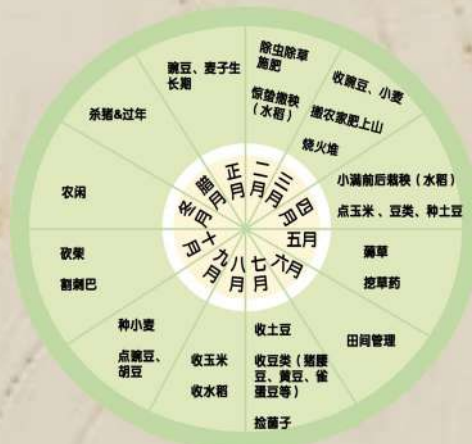 豌豆、麦子生
长期
除虫除草
施肥
惊蛰撒秧
（水稻）
收豌豆、小麦
搬农家肥上山
烧火堆
小满前后栽秧（水稻）
点玉米、豆类、种土豆
薅草
挖草药
田间管理
收土豆
收豆类（猪腰
豆、黄豆、雀
蛋豆等）
捡菌子
收玉米
收水稻
种小麦
点豌豆、
胡豆
砍柴
割刺巴
农闲
杀猪&过年
正月
二月
三月
四月
五月
六月
七月
八月
九月
十月
冬月
腊月